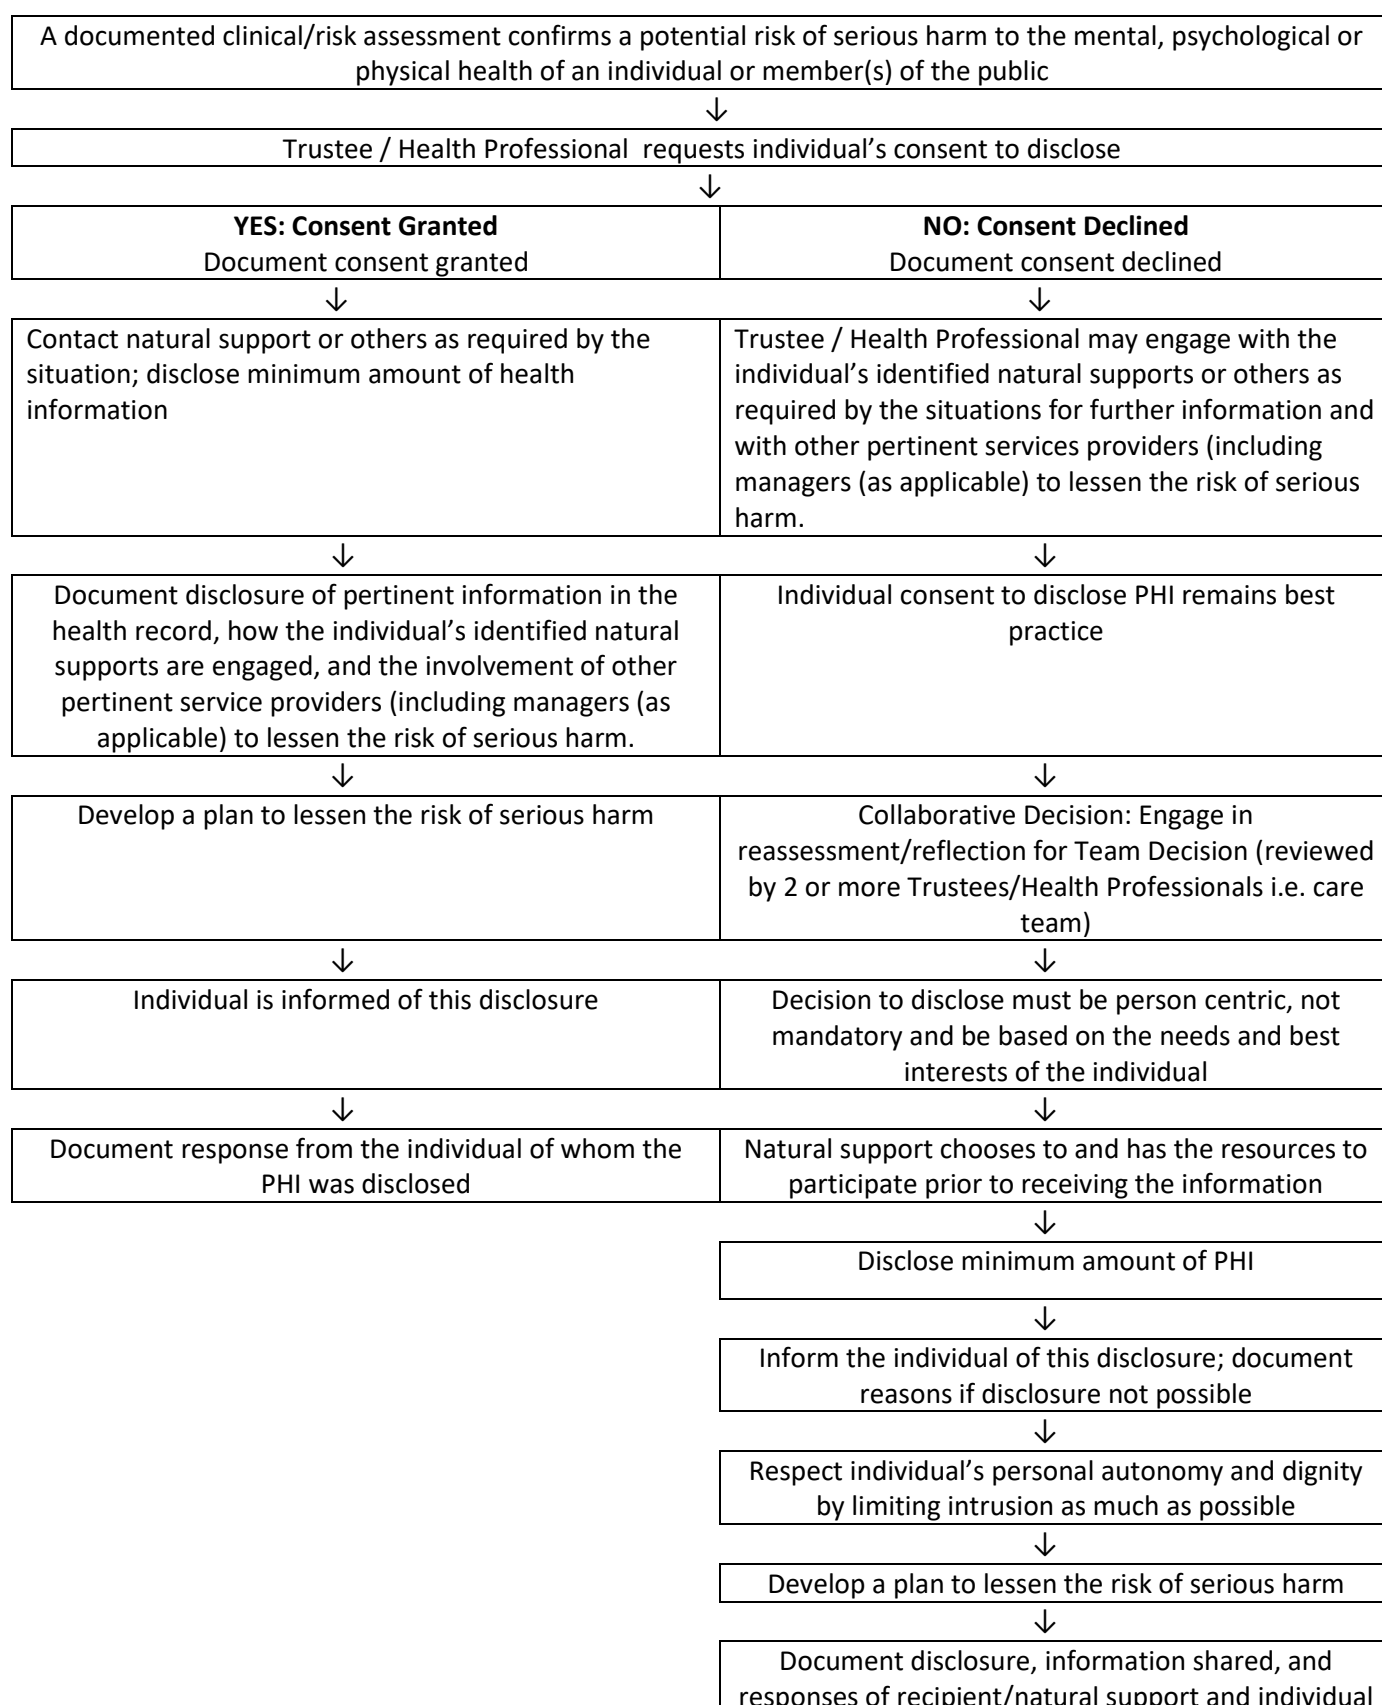 A documented clinical/risk assessment confirms a potential risk of serious harm to the mental, psychological or
physical health of an individual or member(s) of the public
↓
Trustee / Health Professional  requests individual’s consent to disclose
↓
YES: Consent Granted
Document consent granted
NO: Consent Declined
Document consent declined
↓
↓
Contact natural support or others as required by the
situation; disclose minimum amount of health
information
Trustee / Health Professional may engage with the
individual’s identified natural supports or others as
required by the situations for further information and
with other pertinent services providers (including
managers (as applicable) to lessen the risk of serious
harm.
↓
↓
Document disclosure of pertinent information in the
health record, how the individual’s identified natural
supports are engaged, and the involvement of other
pertinent service providers (including managers (as
applicable) to lessen the risk of serious harm.
Individual consent to disclose PHI remains best
practice
↓
↓
Develop a plan to lessen the risk of serious harm
Collaborative Decision: Engage in
reassessment/reflection for Team Decision (reviewed
by 2 or more Trustees/Health Professionals i.e. care
team)
↓
↓
Individual is informed of this disclosure
Decision to disclose must be person centric, not
mandatory and be based on the needs and best
interests of the individual
↓
↓
Document response from the individual of whom the
PHI was disclosed
Natural support chooses to and has the resources to
participate prior to receiving the information
↓
Disclose minimum amount of PHI
↓
Inform the individual of this disclosure; document
reasons if disclosure not possible
↓
Respect individual’s personal autonomy and dignity
by limiting intrusion as much as possible
↓
Develop a plan to lessen the risk of serious harm
↓
Document disclosure, information shared, and
responses of recipient/natural support and individual